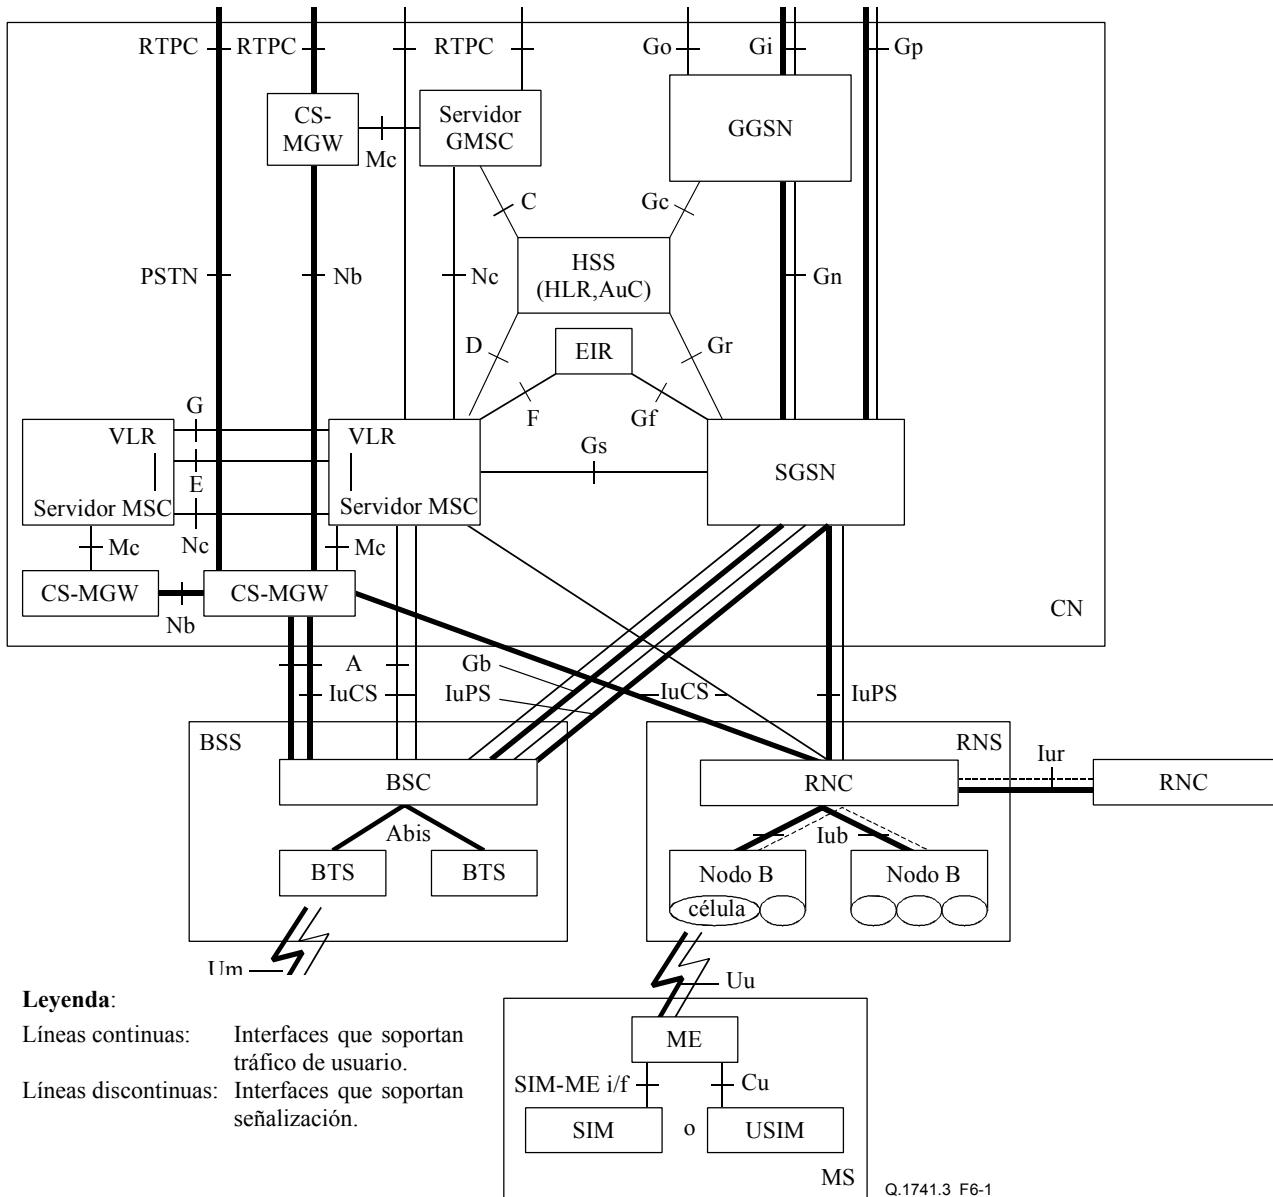 RTPC RTPC RTPC Go Gi Gp
CS-
MGW
Servidor
GMSC
GGSN
Mc
C Gc
PSTN Nb Nc
HSS
(HLR,AuC)
Gn
D EIR Gr
F Gf
G
VLR
VLR
Gs
SGSN
E
Servidor MSC
Servidor MSC
Nc
Mc Mc
CS-MGW CS-MGW
Nb
CN
A Gb
IuCS IuPS IuCS IuPS
BSS RNS
Iur
BSC RNC RNC
Abis Iub
BTS BTS Nodo B Nodo B
célula
Um
Uu
Leyenda:
Líneas continuas: Interfaces que soportan
tráfico de usuario.
Líneas discontinuas: Interfaces que soportan
señalización.
ME
SIM-ME i/f Cu
SIM o USIM
MS
Q.1741.3_F6-1